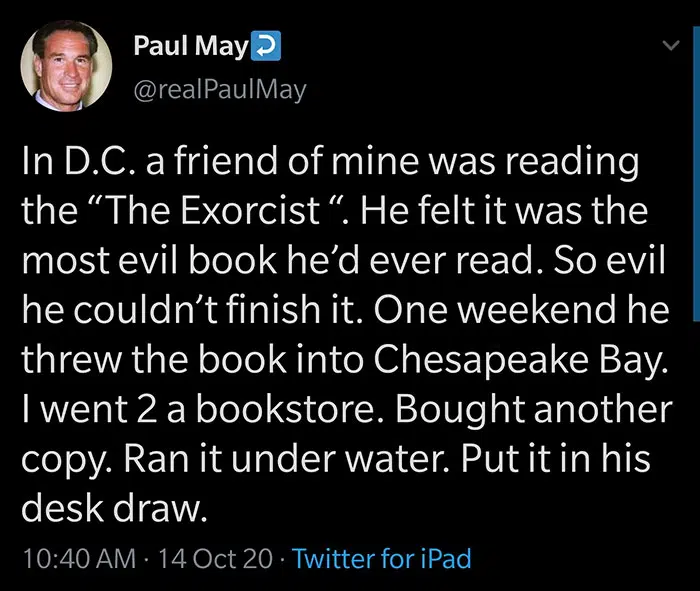 Paul May↩️
@realPaulMay
In D.C. a friend of mine was reading
the “The Exorcist “. He felt it was the
most evil book he’d ever read. So evil
he couldn’t finish it. One weekend he
threw the book into Chesapeake Bay.
I went 2 a bookstore. Bought another
copy. Ran it under water. Put it in his
desk draw.
10:40 AM · 14 Oct 20 · Twitter for iPad